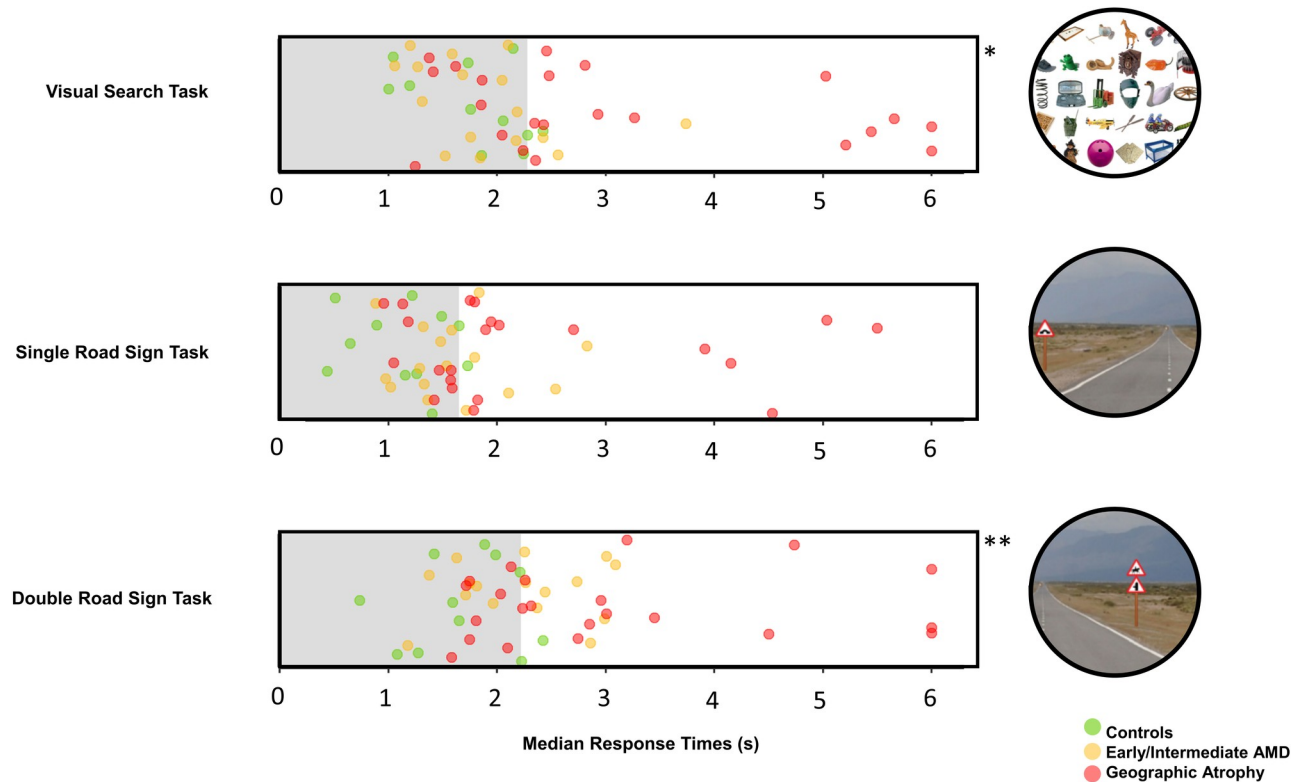 Visual Search Task
*
0 1 2 3 4 5 6
Single Road Sign Task
0 1 2 3 4 5 6
Double Road Sign Task
**
0 1 2 3 4 5 6
Median Response Times (s)
Controls
Early/Intermediate AMD
Geographic Atrophy